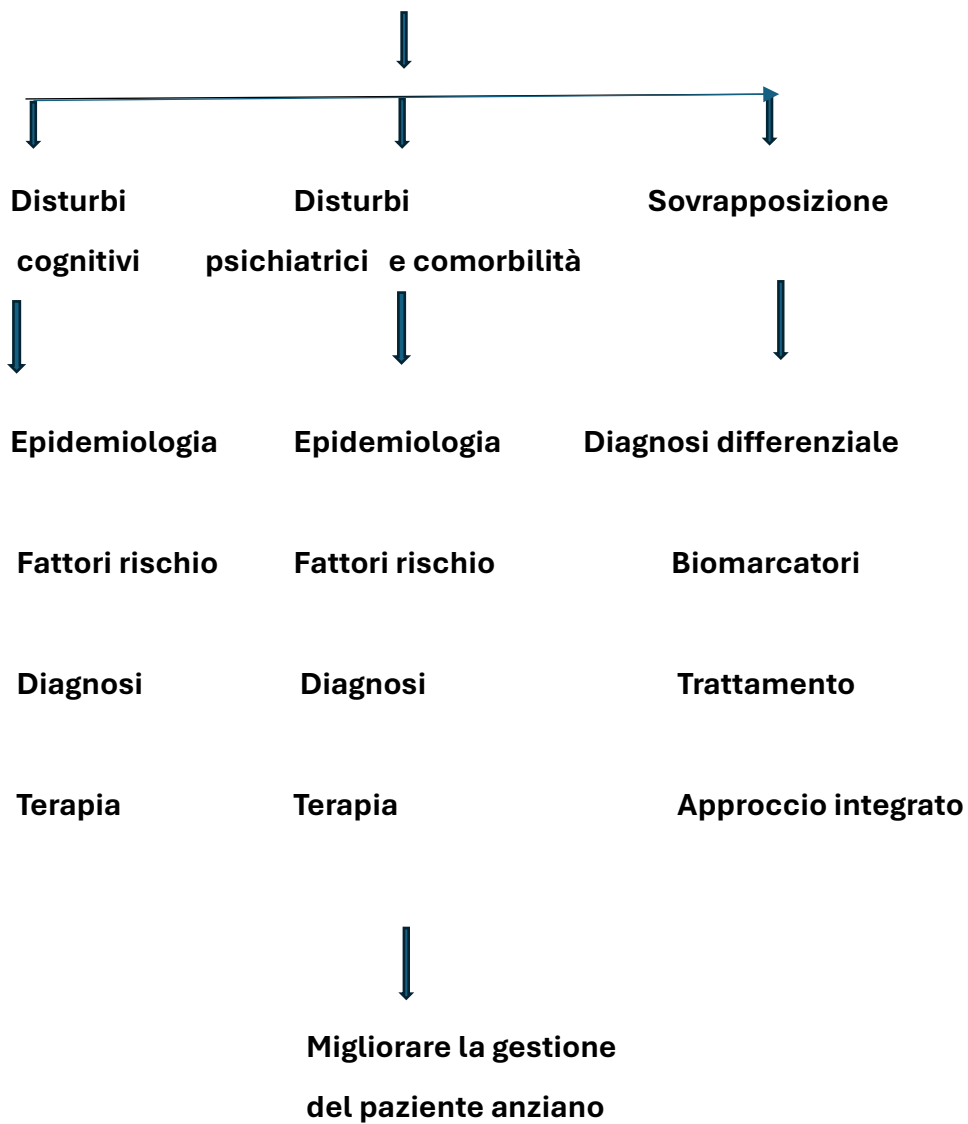 Disturbi Disturbi Sovrapposizione
cognitivi psichiatrici e comorbilità
Epidemiologia Epidemiologia Diagnosi differenziale
Fattori rischio Fattori rischio Biomarcatori
Diagnosi Diagnosi Trattamento
Terapia Terapia Approccio integrato
Migliorare la gestione
del paziente anziano